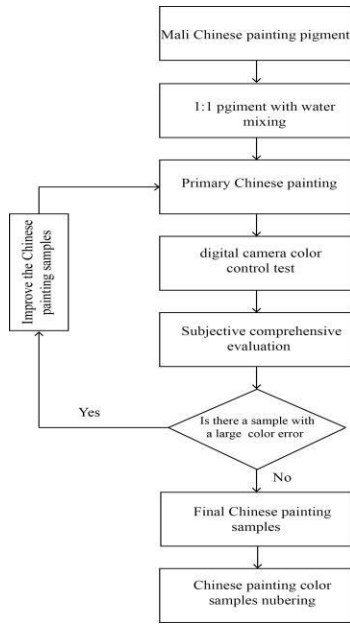 Mali Chinese painting pigment
1:1 pgiment with water
mixing
Primary Chinese painting
digital camera color
control test
Improve the Chinese
painting samples
Subjective comprehensive
evaluation
Yes
Is there a sample with
a large color error
No
Final Chinese painting
samples
Chinese painting color
samples nubering